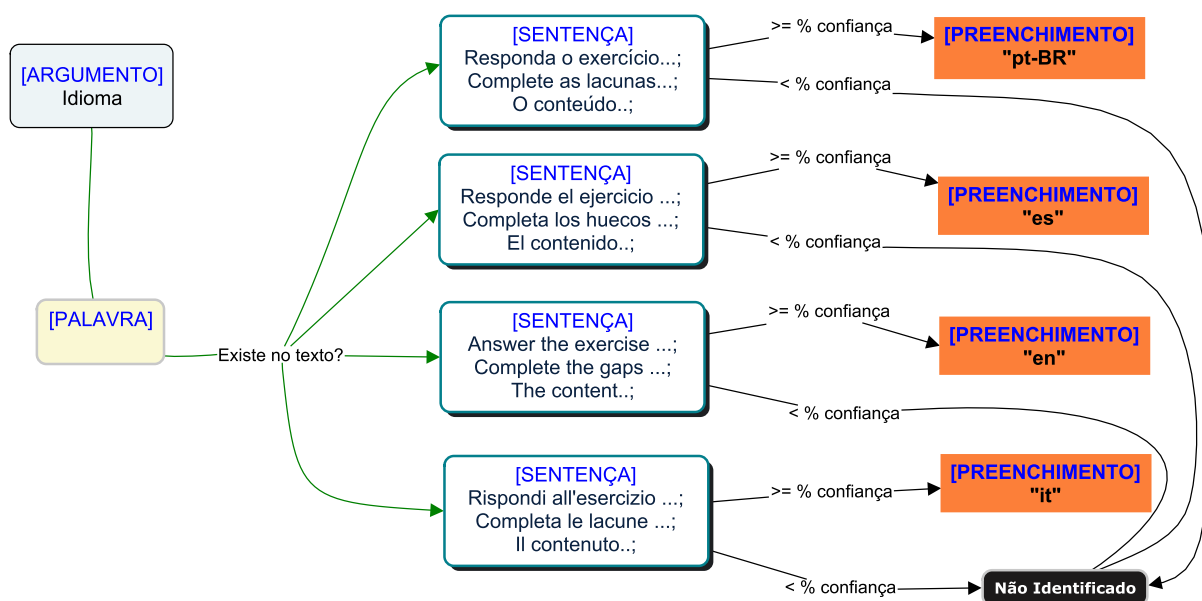 [ARGUMENTO]
Idioma
[PALAVRA]
Existe no texto?
[SENTENÇA]
Responda o exercício...;
Complete as lacunas...;
O conteúdo..;
>= % confiança
< % confiança
[PREENCHIMENTO]
"pt-BR"
[SENTENÇA]
Responde el ejercicio ...;
Completa los huecos ...;
El contenido..;
>= % confiança
< % confiança
[PREENCHIMENTO]
"es"
[SENTENÇA]
Answer the exercise ...;
Complete the gaps ...;
The content..;
>= % confiança
< % confiança
[PREENCHIMENTO]
"en"
[SENTENÇA]
Rispondi all'esercizio ...;
Completa le lacune ...;
Il contenuto..;
>= % confiança
< % confiança
[PREENCHIMENTO]
"it"
Não Identificado